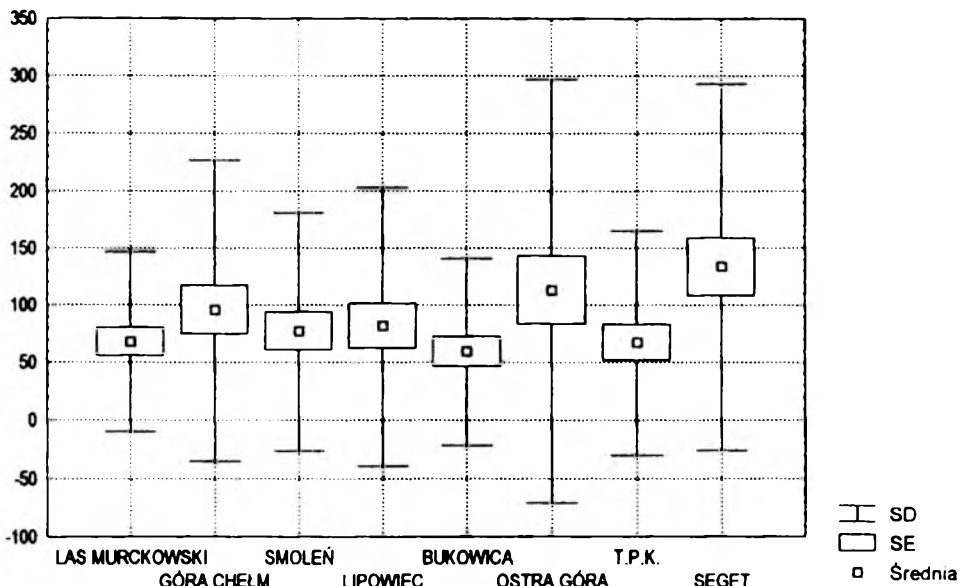 350
300
250
200
150
100
50
0
-50
-100
LAS MURCKOWSKI SMOLEŃ BUKOWICA T.P.K.
GÓRA CHEŁM LIPOWIEC OSTRA GÓRA SEGET
SD
SE
Średnia